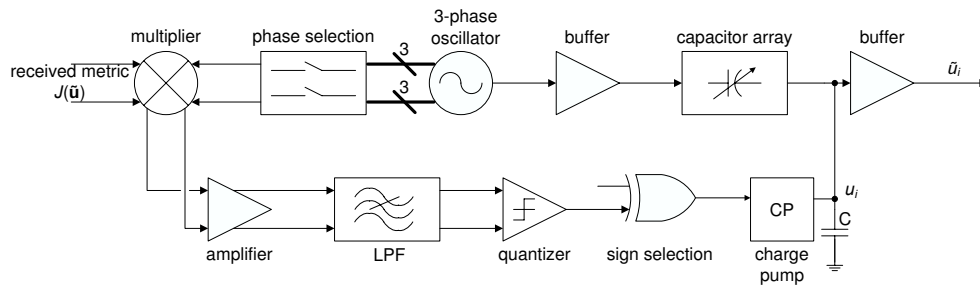 3-phase
oscillator
multiplier
phase selection
buffer
capacitor array
buffer
3
3
received metric
J(ũ)
ũi
ui
CP
C
amplifier
LPF
quantizer
sign selection
charge
pump